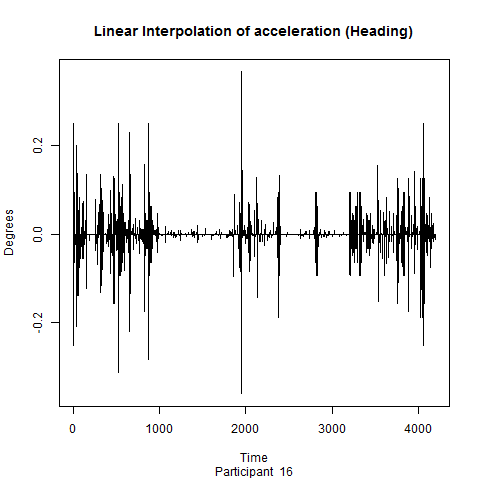 Linear Interpolation of acceleration (Heading)
Degrees
0.2
0.0
-0.2
0 1000 2000 3000 4000
Time
Participant 16